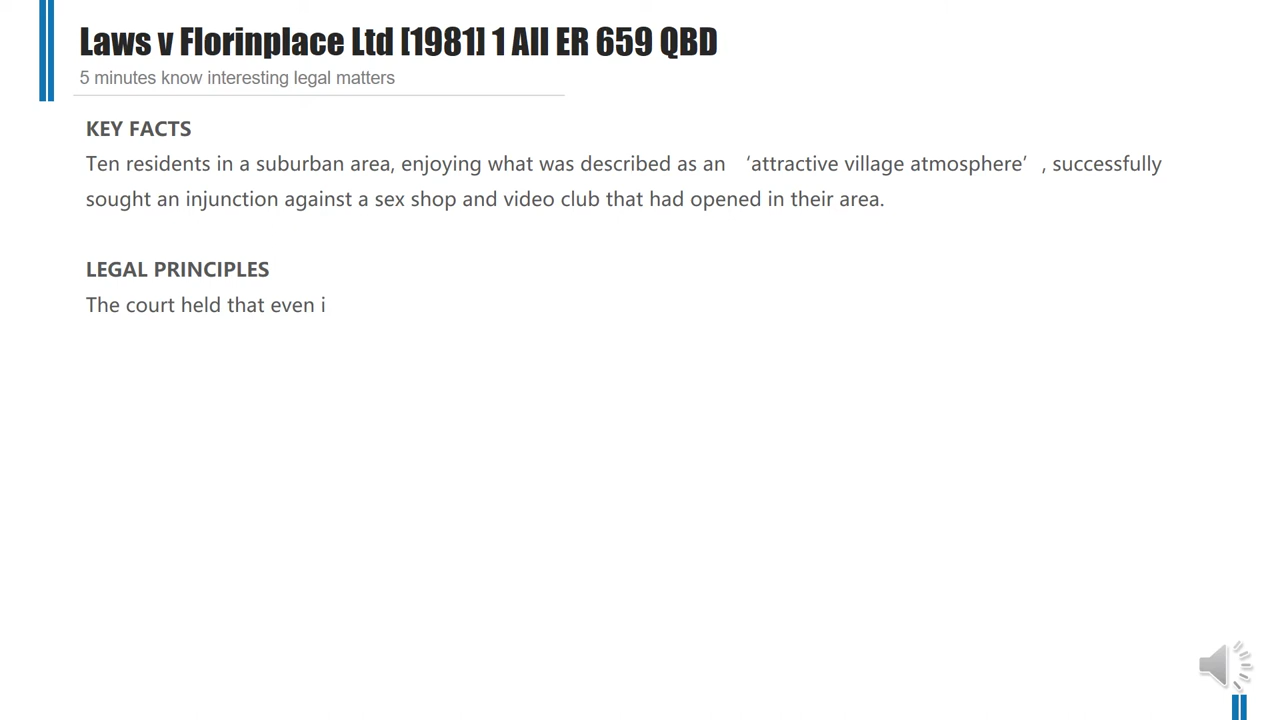 Laws v Florinplace Ltd [1981] 1 All ER 659 QBD
5 minutes know interesting legal matters
KEY FACTS
Ten residents in a suburban area, enjoying what was described as an ‘attractive village atmosphere’, successfully
sought an injunction against a sex shop and video club that had opened in their area.
LEGAL PRINCIPLES
The court held that even i